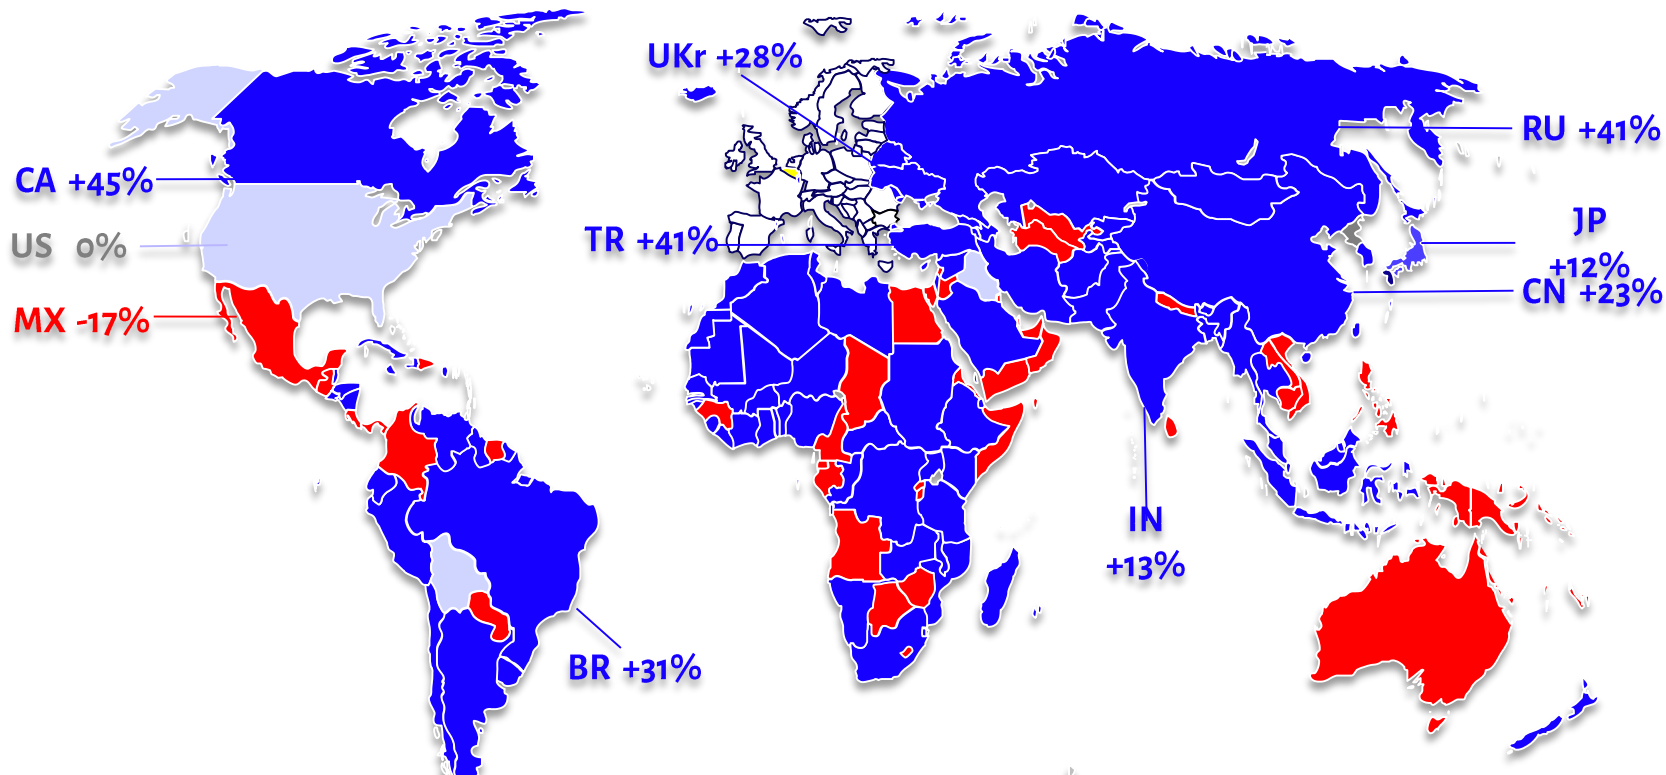 UKr +28%
RU +41%
CA +45%
JP
+12%
TR +41%
US 0%
CN +23%
MX -17%
IN
+13%
BR +31%